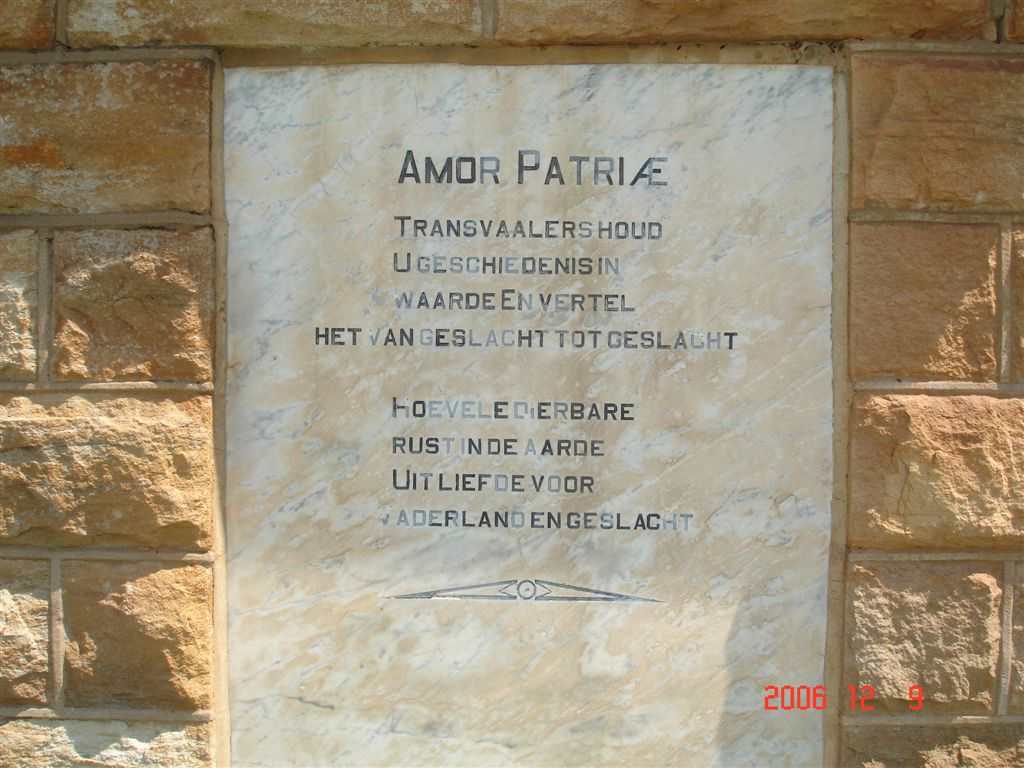 AMOR PATRIÆ
TRANSVAALERS HOUD
U GESCHIEDENIS IN
WAARDE EN VERTEL
HET VAN GESLACHT TOT GESLACHT
HOEVELE DIERBARE
RUST IN DE AARDE
UIT LIEFDE VOOR
VADERLAND EN GESLACHT
2006 12 9